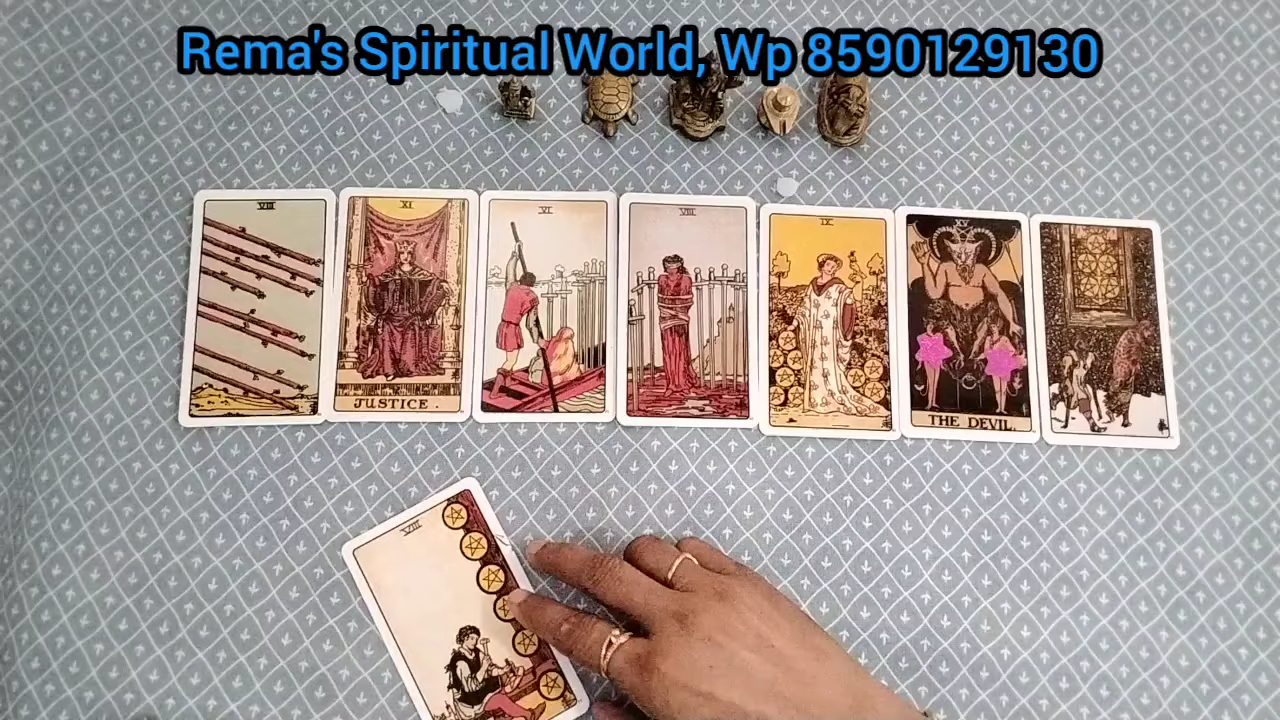 Rema's Spiritual World, Wp 8590129130
VIII
XI
VI
VIII
IX
XV
JUSTICE.
THE DEVIL.
VIII